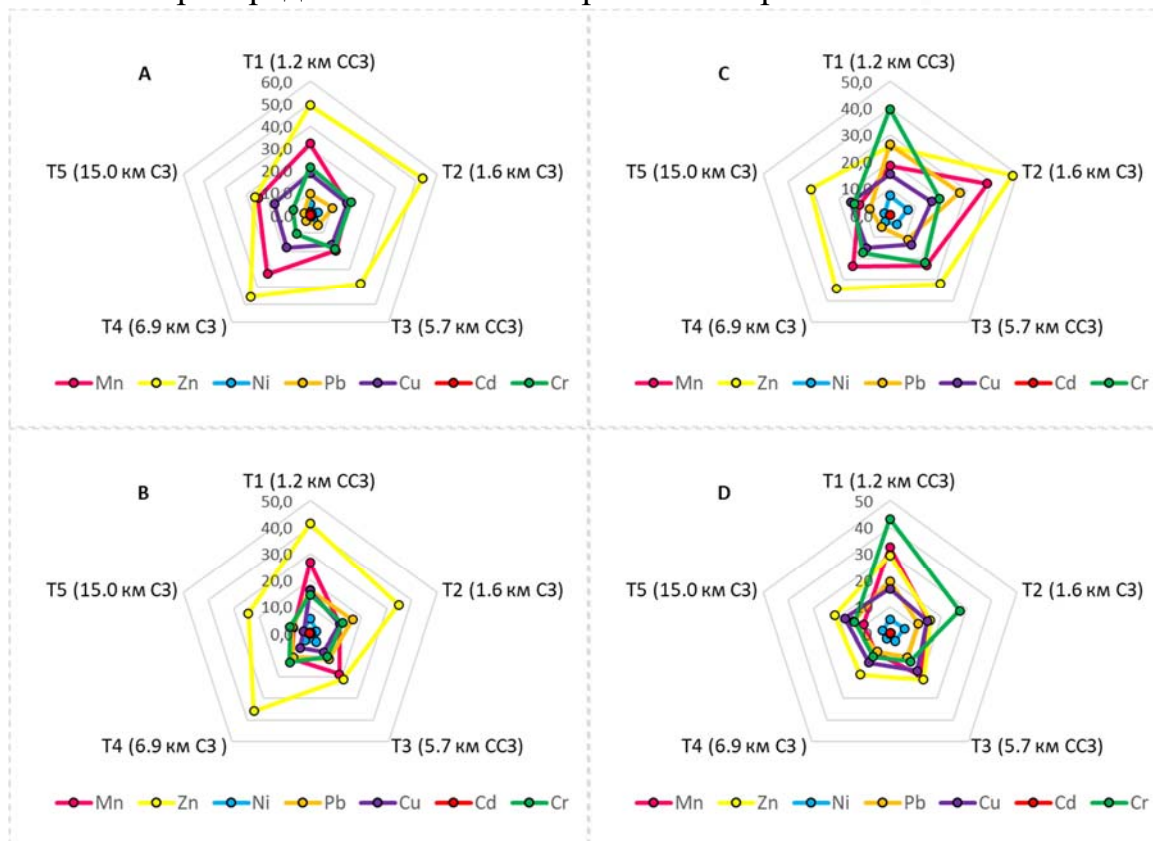 A
T1 (1.2 км ССЗ)
60,0
50,0
40,0
30,0
20,0
10,0
0,0
T5 (15.0 км СЗ)
T2 (1.6 км СЗ)
T4 (6.9 км СЗ )
T3 (5.7 км ССЗ)
Mn Zn Ni Pb Cu Cd Cr
C
T1 (1.2 км ССЗ)
50,0
40,0
30,0
20,0
10,0
0,0
T5 (15.0 км СЗ)
T2 (1.6 км СЗ)
T4 (6.9 км СЗ )
T3 (5.7 км ССЗ)
Mn Zn Ni Pb Cu Cd Cr
B
T1 (1.2 км ССЗ)
50,0
40,0
30,0
20,0
10,0
0,0
T5 (15.0 км СЗ)
T2 (1.6 км СЗ)
T4 (6.9 км СЗ )
T3 (5.7 км ССЗ)
Mn Zn Ni Pb Cu Cd Cr
D
T1 (1.2 км ССЗ)
50
40
30
20
10
0
T5 (15.0 км СЗ)
T2 (1.6 км СЗ)
T4 (6.9 км СЗ )
T3 (5.7 км ССЗ)
Mn Zn Ni Pb Cu Cd Cr